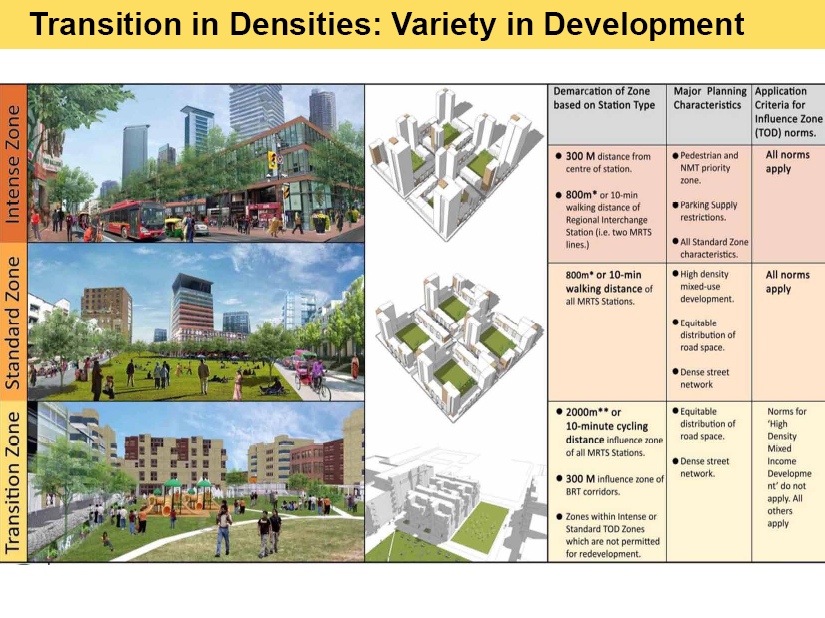 Transition in Densities: Variety in Development
Demarcation of Zone
based on Station Type
Major Planning
Characteristics
Application
Criteria for
Influence Zone
(TOD) norms.
Intense Zone
● 300 M distance from
centre of station.
● 800m* or 10-min
walking distance of
Regional Interchange
Station (i.e. two MRTS
lines.)
● Pedestrian and
NMT priority
zone.
● Parking Supply
restrictions.
● All Standard Zone
characteristics.
All norms
apply
Standard Zone
800m* or 10-min
walking distance of
all MRTS Stations.
● High density
mixed-use
development.
● Equitable
distribution of
road space.
● Dense street
network
All norms
apply
Transition Zone
● 2000m** or
10-minute cycling
distance influence zone
of all MRTS Stations.
● 300 M influence zone of
BRT corridors.
● Zones within Intense or
Standard TOD Zones
which are not permitted
for redevelopment.
● Equitable
distribution of
road space.
● Dense street
network.
Norms for
‘High
Density
Mixed
Income
Developme
nt’ do not
apply. All
others
apply